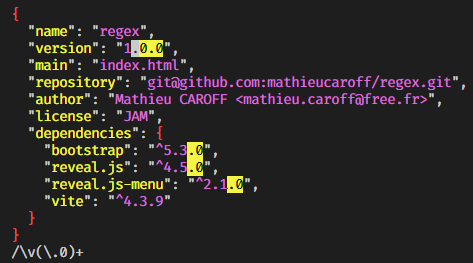 {
  "name": "regex",
  "version": "1.0.0",
  "main": "index.html",
  "repository": "git@github.com:mathieucaroff/regex.git",
  "author": "Mathieu CAROFF <mathieu.caroff@free.fr>",
  "license": "JAM",
  "dependencies": {
    "bootstrap": "^5.3.0",
    "reveal.js": "^4.5.0",
    "reveal.js-menu": "^2.1.0",
    "vite": "^4.3.9"
  }
}
/\v(\.0)+